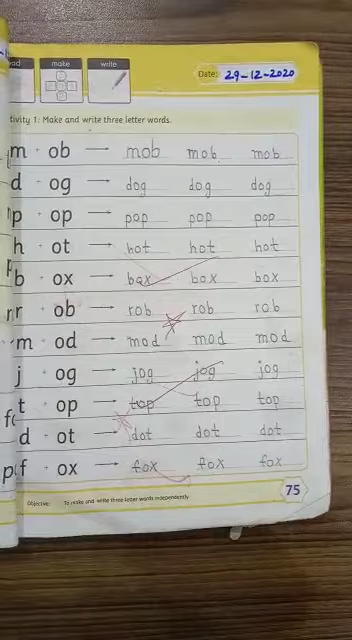 ad make write
Date: 29-12-2020
tivity 1: Make and write three letter words.
m + ob → mob mob mob
d + og → dog dog dog
p + op → pop pop pop
h + ot → hot hot hot
b + ox → box box box
r + ob → rob rob rob
m + od → mod mod mod
j + og → jog jog jog
t + op → top top top
d + ot → dot dot dot
f + ox → fox fox fox
Objective: To make and write three letter words independently
75